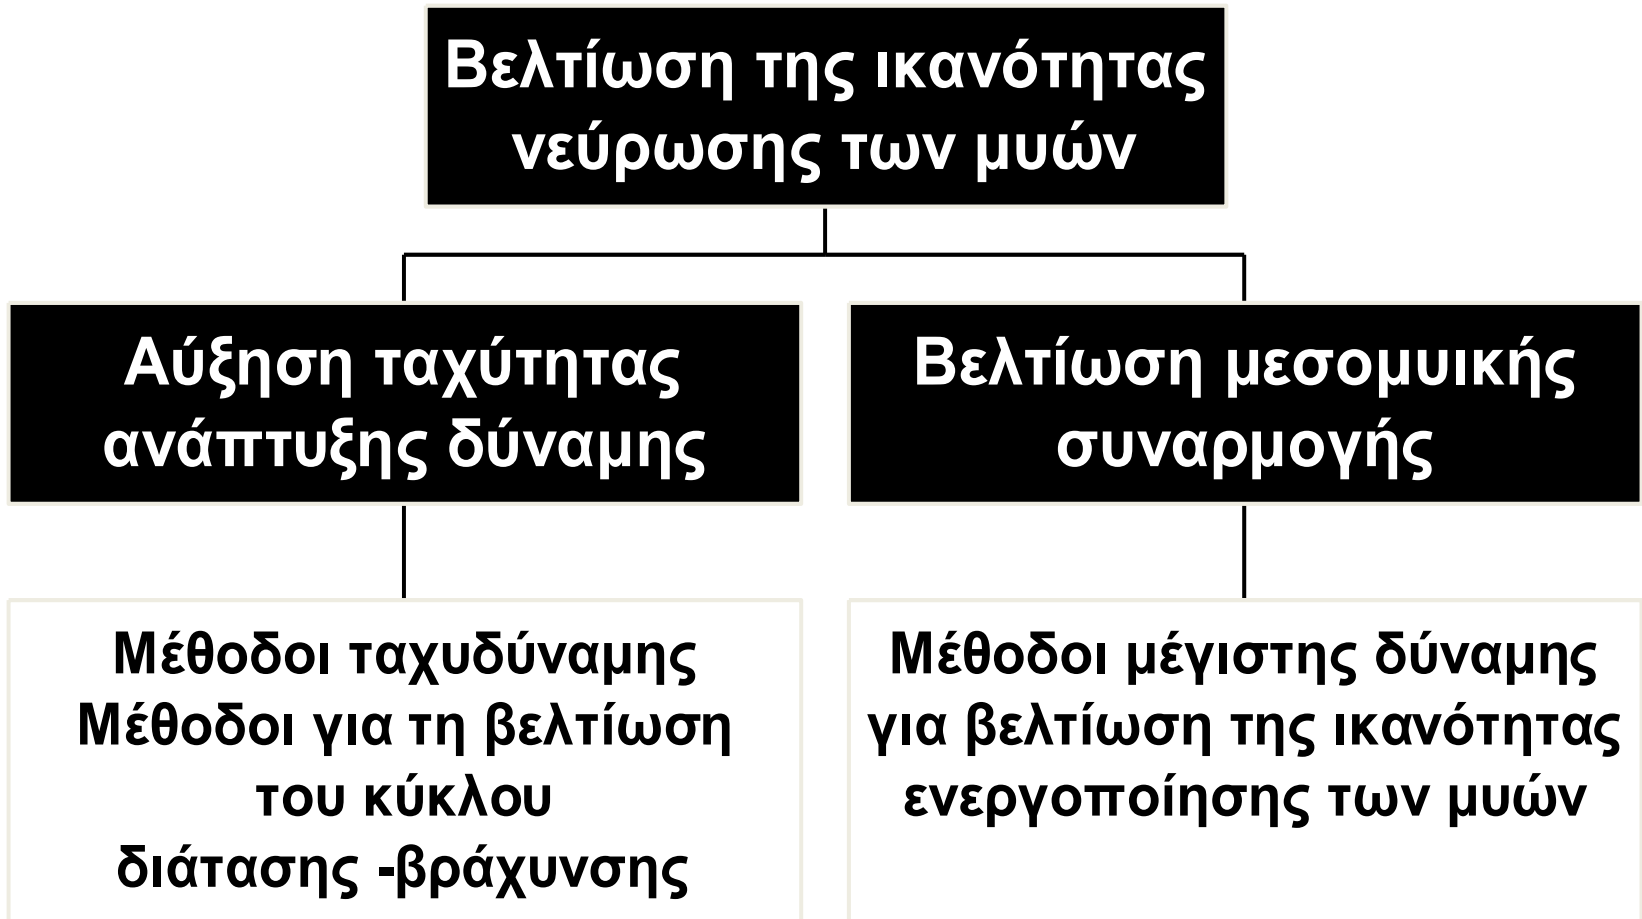 Βελτίωση της ικανότητας
νεύρωσης των μυών
Αύξηση ταχύτητας
ανάπτυξης δύναμης
Βελτίωση μεσομυικής
συναρμογής
Μέθοδοι ταχυδύναμης
Μέθοδοι για τη βελτίωση
του κύκλου
διάτασης -βράχυνσης
Μέθοδοι μέγιστης δύναμης
για βελτίωση της ικανότητας
ενεργοποίησης των μυών